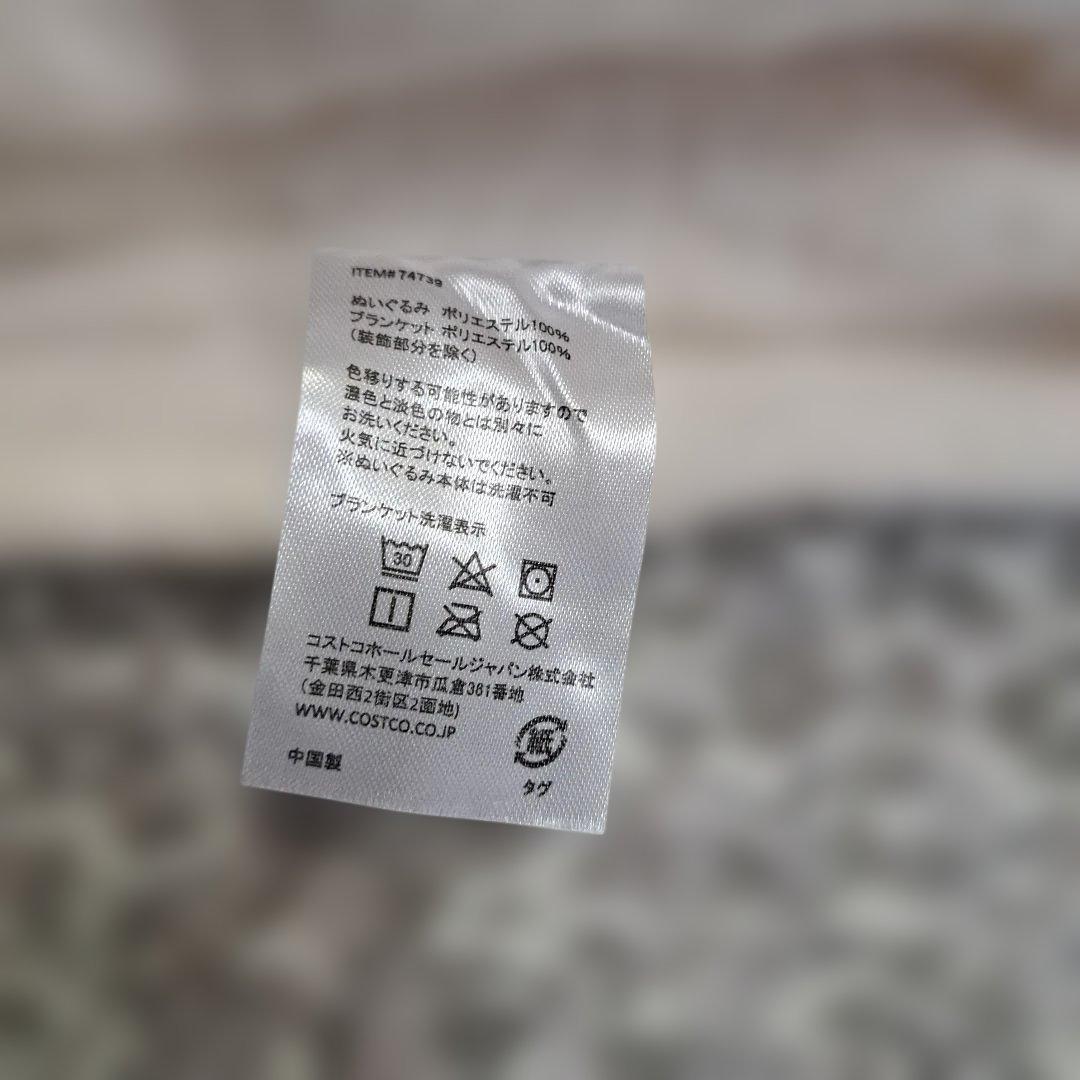 ITEM# 74739
ぬいぐるみ ポリエステル100%
ブランケット ポリエステル100%
(装飾部分を除く)
色移りする可能性がありますので
濃色と淡色の物とは別々に
お洗いください。
火気に近づけないでください。
※ぬいぐるみ本体は洗濯不可
ブランケット洗濯表示
30
コストコホールセールジャパン株式会社
千葉県木更津市瓜倉361番地
(金田西2街区2画地)
WWW.COSTCO.CO.JP
紙
中国製
タグ